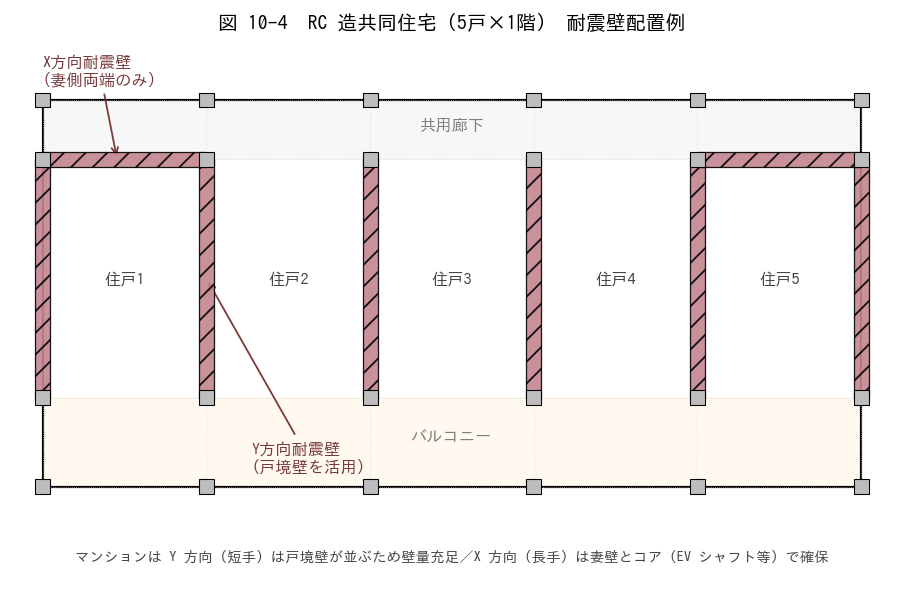 図 10-4 RC 造共同住宅（5戸×1階） 耐震壁配置例
X方向耐震壁
（妻側両端のみ）
共用廊下
住戸1
住戸2
住戸3
住戸4
住戸5
バルコニー
Y方向耐震壁
（戸境壁を活用）
マンションは Y 方向（短手）は戸境壁が並ぶため壁量充足／X 方向（長手）は妻壁とコア（EV シャフト等）で確保